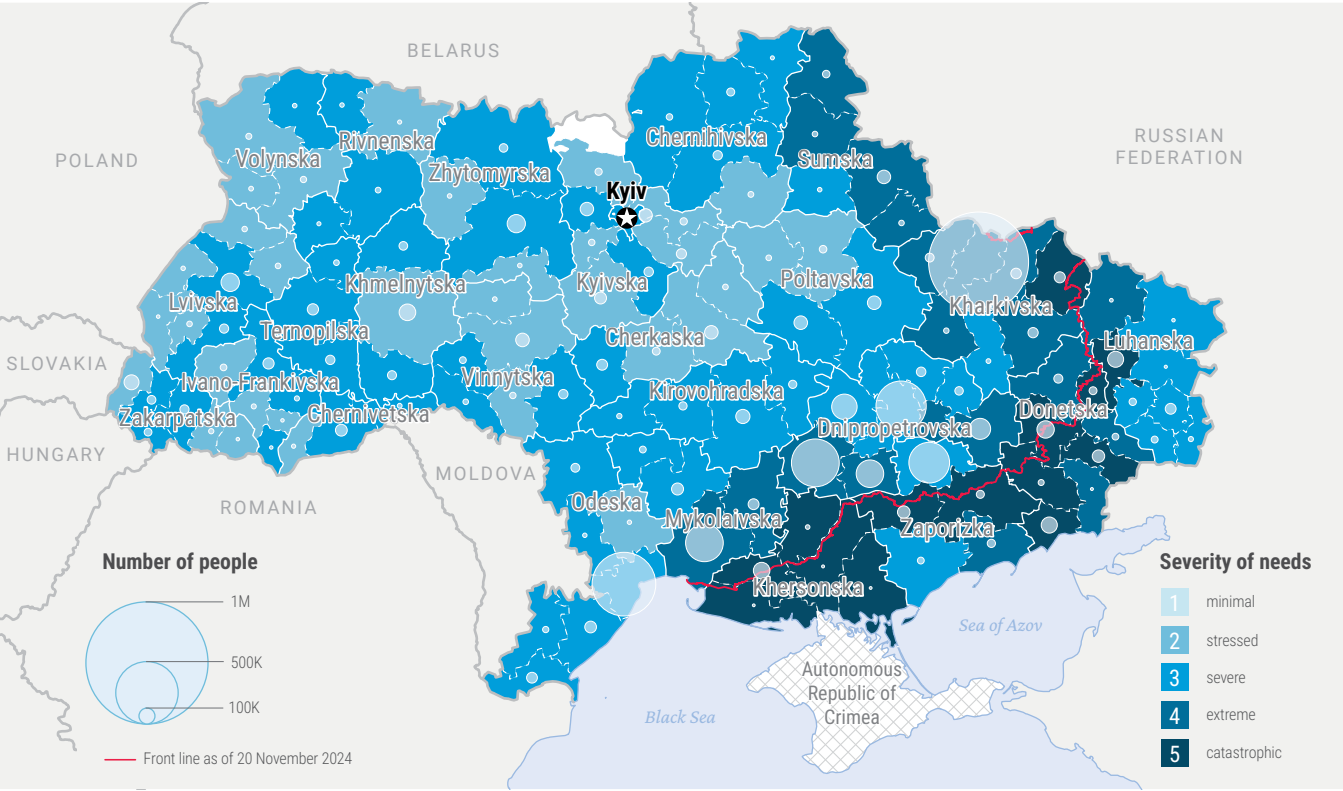 BELARUS
POLAND
RUSSIAN
FEDERATION
SLOVAKIA
HUNGARY
ROMANIA
MOLDOVA
Volynska
Rivnenska
Zhytomyrska
Chernihivska
Sumska
Kyiv
Lvivska
Khmelnytska
Kyivska
Poltavska
Kharkivska
Ternopilska
Cherkaska
Luhanska
Ivano-Frankivska
Vinnytska
Kirovohradska
Zakarpatska
Chernivetska
Dnipropetrovska
Donetska
Odeska
Mykolaivska
Zaporizka
Khersonska
Sea of Azov
Black Sea
Autonomous
Republic of
Crimea
Number of people
1M
500K
100K
Front line as of 20 November 2024
Severity of needs
1 minimal
2 stressed
3 severe
4 extreme
5 catastrophic